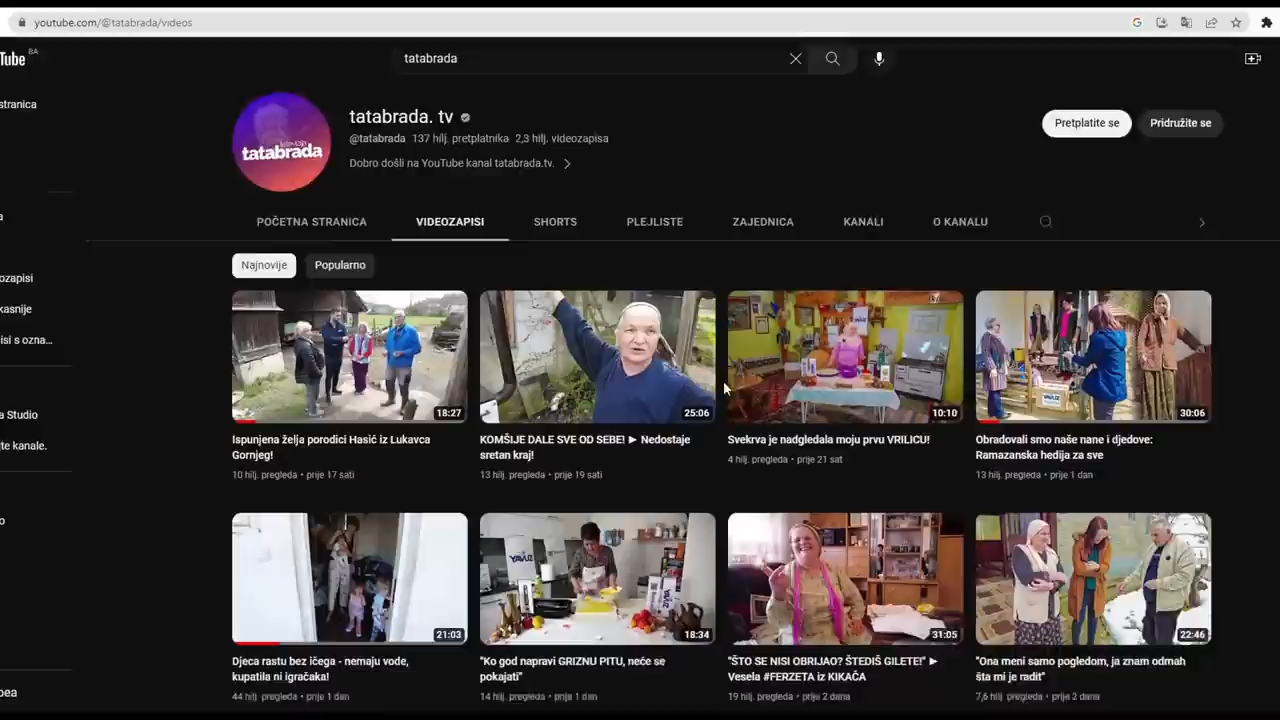 youtube.com/@tatabrada/videos
Tube BA
tatabrada
stranica
a
ozapisi
kasnije
isi s ozna...
a Studio
jte kanale.
o
pea
televizija
tatabrada
tatabrada. tv
@tatabrada 137 hilj. pretplatnika 2,3 hilj. videozapisa
Dobro došli na YouTube kanal tatabrada.tv.
Pretplatite se
Pridružite se
POČETNA STRANICA VIDEOZAPISI SHORTS PLEJLISTE ZAJEDNICA KANALI O KANALU
Najnovije Popularno
18:27
Ispunjena želja porodici Hasić iz Lukavca
Gornjeg!
10 hilj. pregleda • prije 17 sati
25:06
KOMŠIJE DALE SVE OD SEBE! ► Nedostaje
sretan kraj!
13 hilj. pregleda • prije 19 sati
YAVUZ
10:10
Svekrva je nadgledala moju prvu VRILICU!
4 hilj. pregleda • prije 21 sat
YAVUZ
30:06
Obradovali smo naše nane i djedove:
Ramazanska hedija za sve
13 hilj. pregleda • prije 1 dan
21:03
Djeca rastu bez ičega - nemaju vode,
kupatila ni igračaka!
44 hilj. pregleda • prije 1 dan
YAVUZ
18:34
"Ko god napravi GRIZNU PITU, neće se
pokajati"
14 hilj. pregleda • prije 1 dan
31:05
"ŠTO SE NISI OBRIJAO? ŠTEDIŠ GILETE!" ►
Vesela #FERZETA iz KIKAČA
19 hilj. pregleda • prije 2 dana
22:46
"Ona meni samo pogledom, ja znam odmah
šta mi je radit"
7,6 hilj. pregleda • prije 2 dana